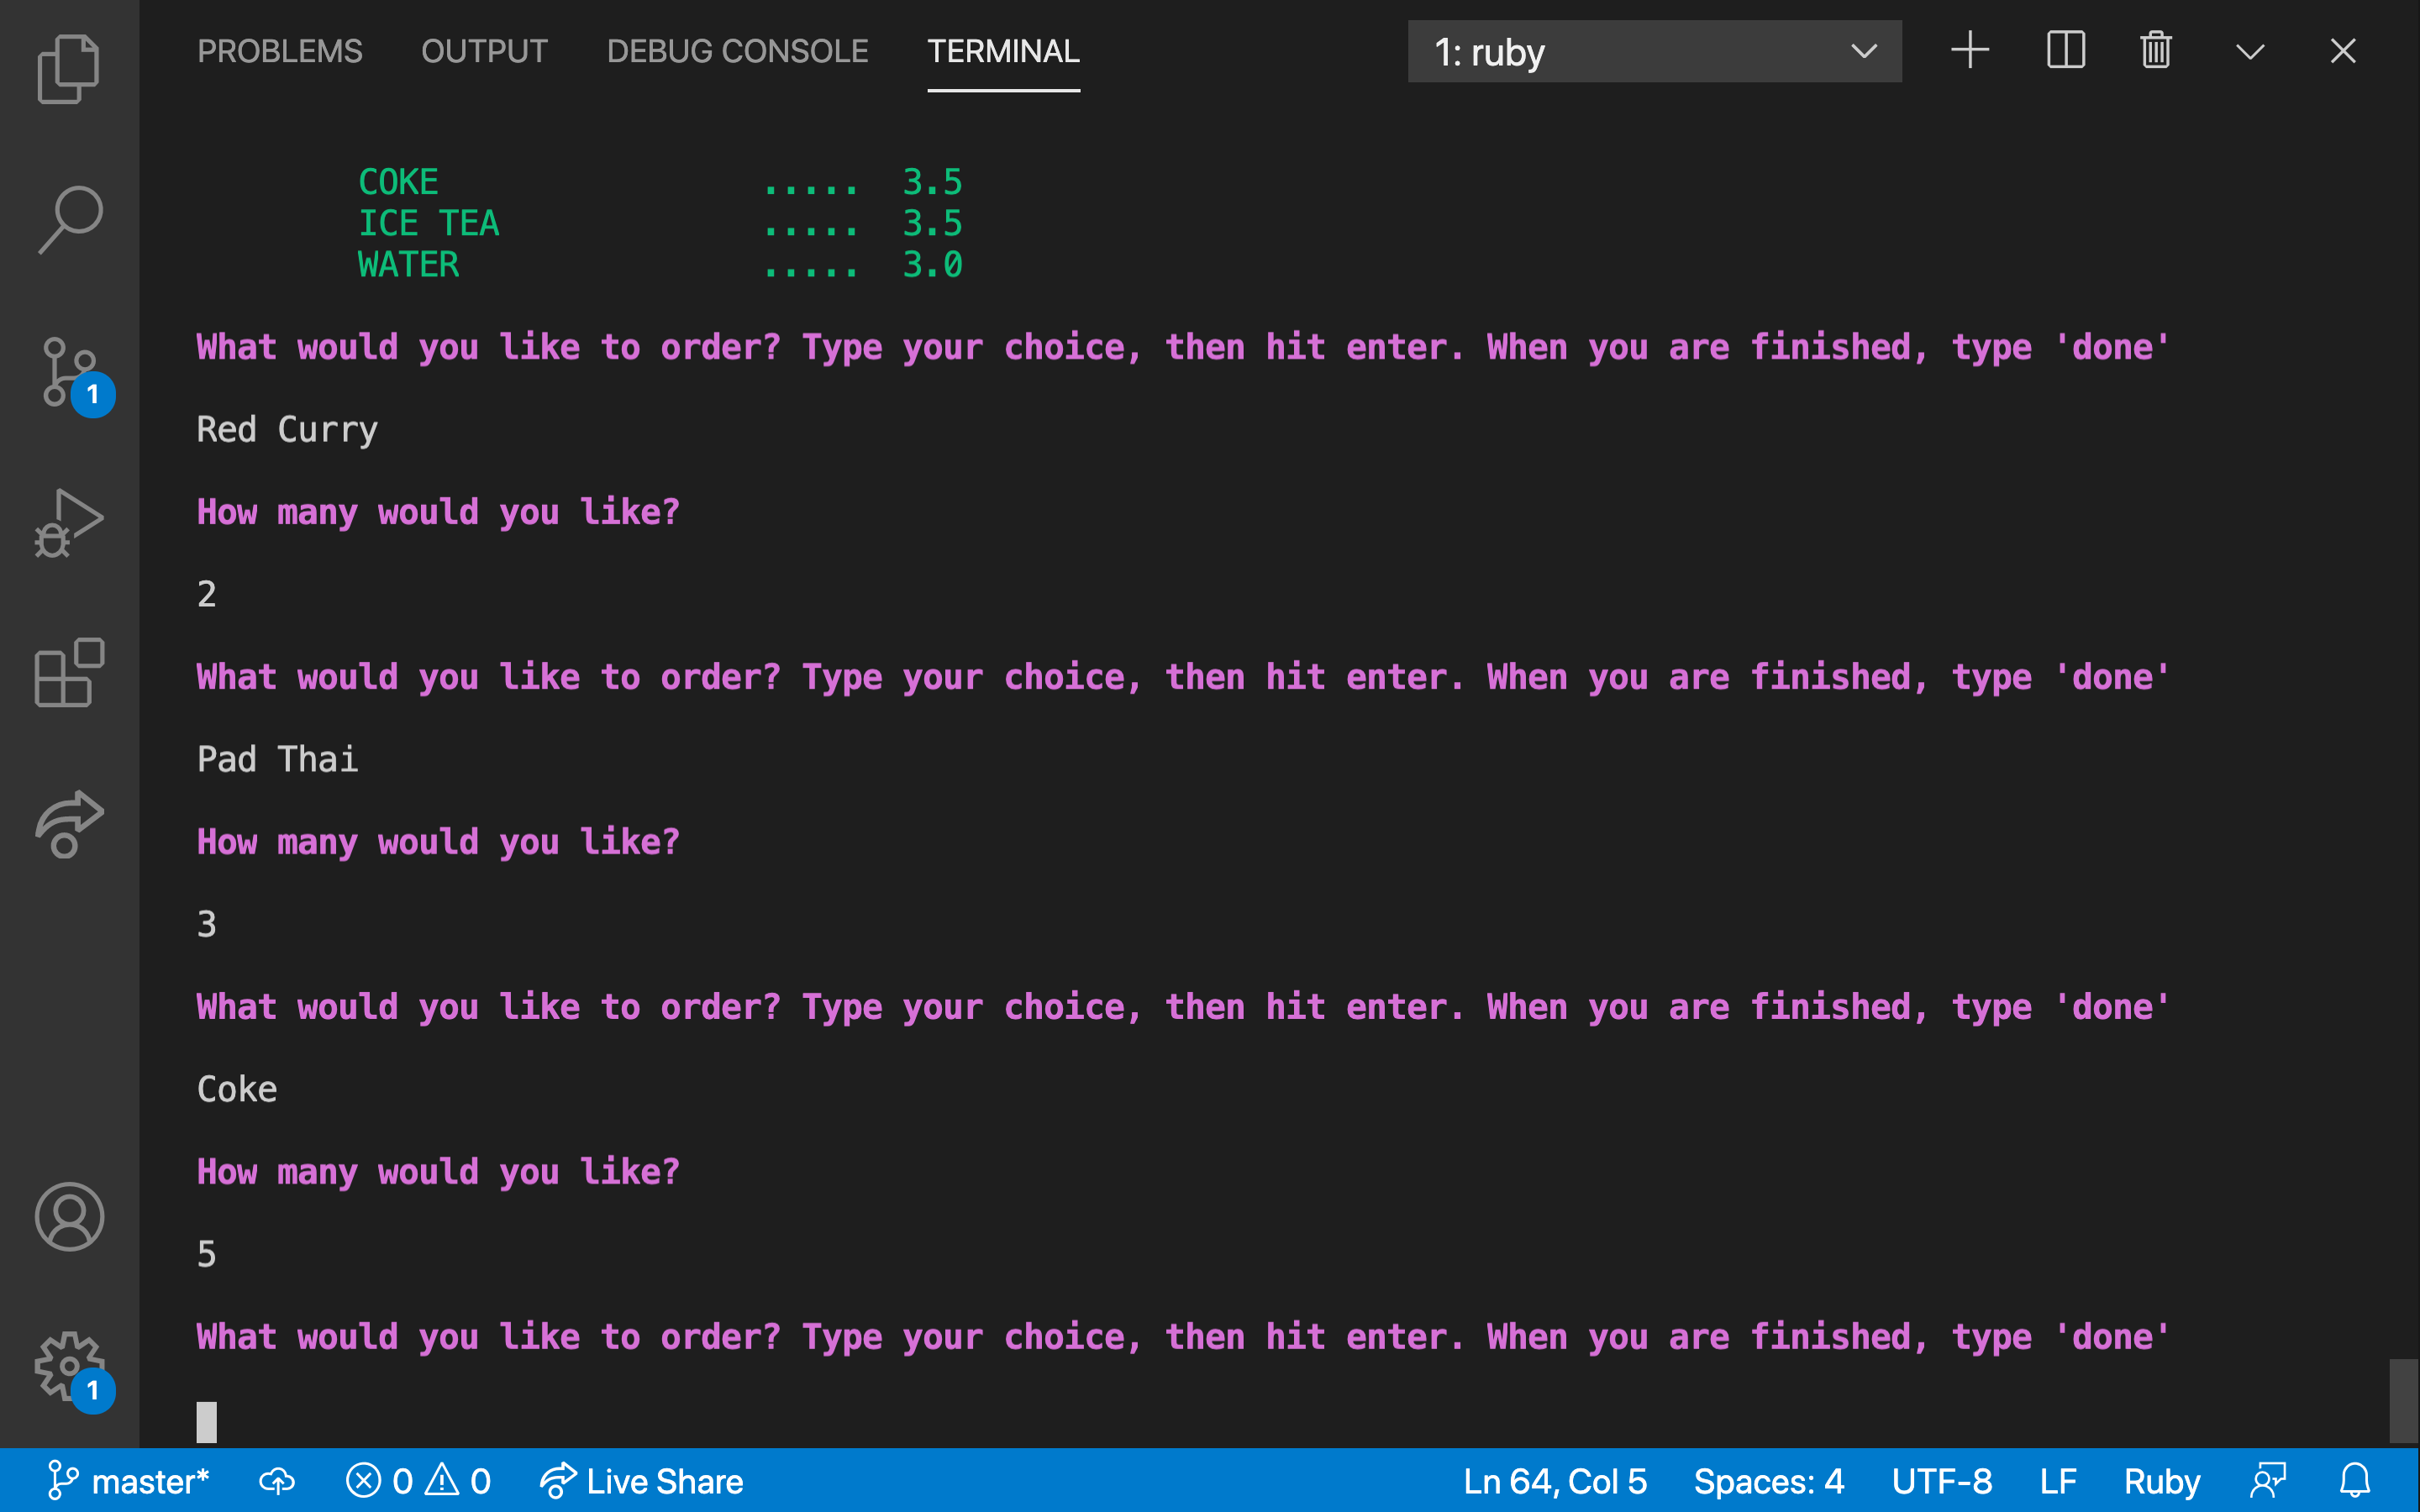 PROBLEMS OUTPUT DEBUG CONSOLE TERMINAL 1: ruby
COKE ..... 3.5
ICE TEA ..... 3.5
WATER ..... 3.0
What would you like to order? Type your choice, then hit enter. When you are finished, type 'done'
Red Curry
How many would you like?
2
What would you like to order? Type your choice, then hit enter. When you are finished, type 'done'
Pad Thai
How many would you like?
3
What would you like to order? Type your choice, then hit enter. When you are finished, type 'done'
Coke
How many would you like?
5
What would you like to order? Type your choice, then hit enter. When you are finished, type 'done'
1
1
master* 0 0 Live Share Ln 64, Col 5 Spaces: 4 UTF-8 LF Ruby